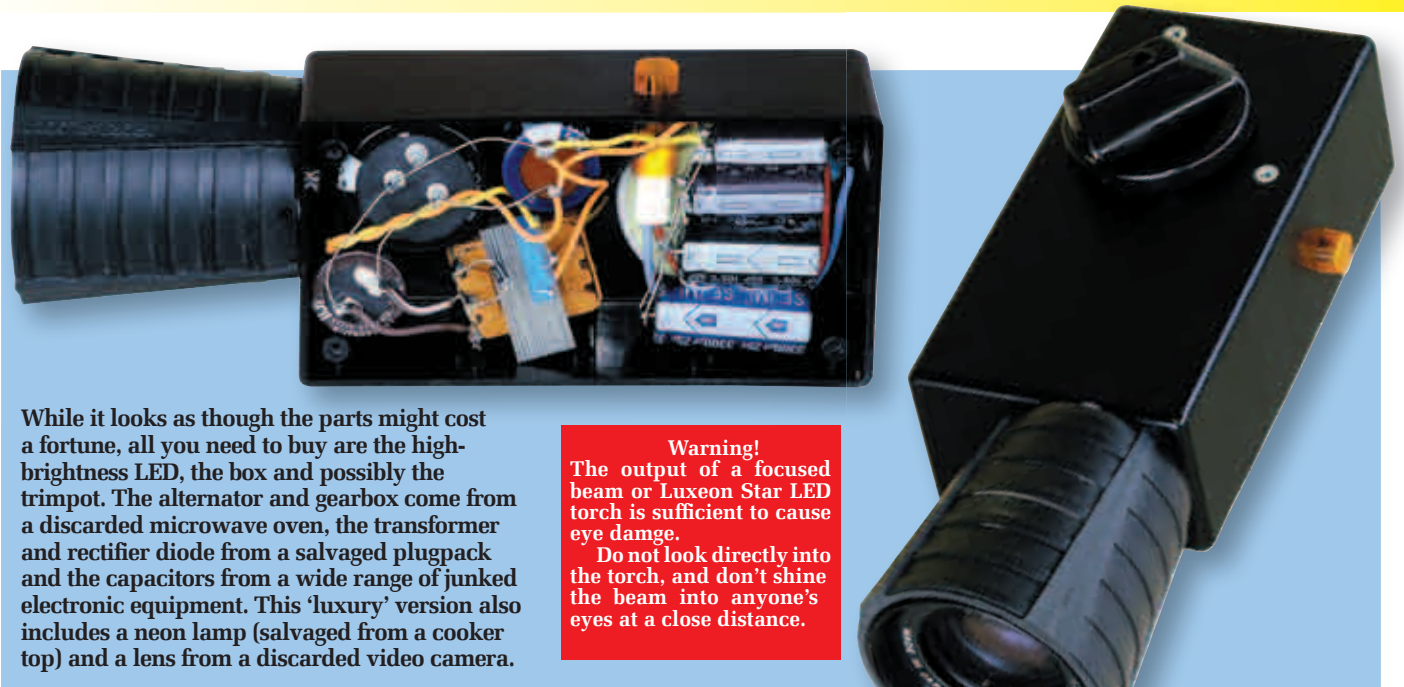 While it looks as though the parts might cost
a fortune, all you need to buy are the high-
brightness LED, the box and possibly the
trimpot. The alternator and gearbox come from
a discarded microwave oven, the transformer
and rectifier diode from a salvaged plugpack
and the capacitors from a wide range of junked
electronic equipment. This ‘luxury’ version also
includes a neon lamp (salvaged from a cooker
top) and a lens from a discarded video camera.
Warning!
The output of a focused
beam or Luxeon Star LED
torch is sufficient to cause
eye damge.
Do not look directly into
the torch, and don't shine
the beam into anyone's
eyes at a close distance.